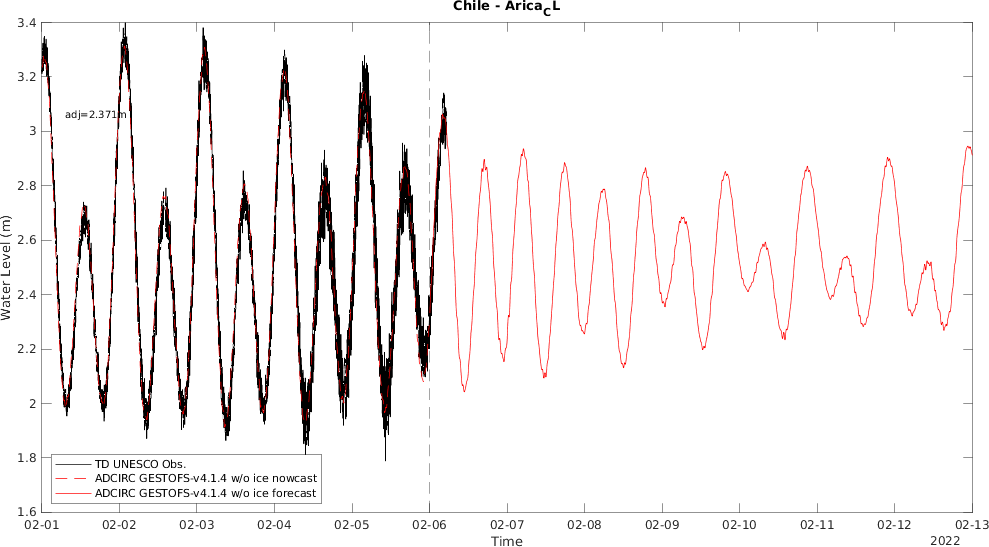 Chile - Arica_C L
3.4
3.2
3
2.8
2.6
2.4
2.2
2
1.8
1.6
Water Level (m)
adj=2.371m
TD UNESCO Obs.
ADCIRC GESTOFS-v4.1.4 w/o ice nowcast
ADCIRC GESTOFS-v4.1.4 w/o ice forecast
02-01 02-02 02-03 02-04 02-05 02-06 02-07 02-08 02-09 02-10 02-11 02-12 02-13
Time
2022